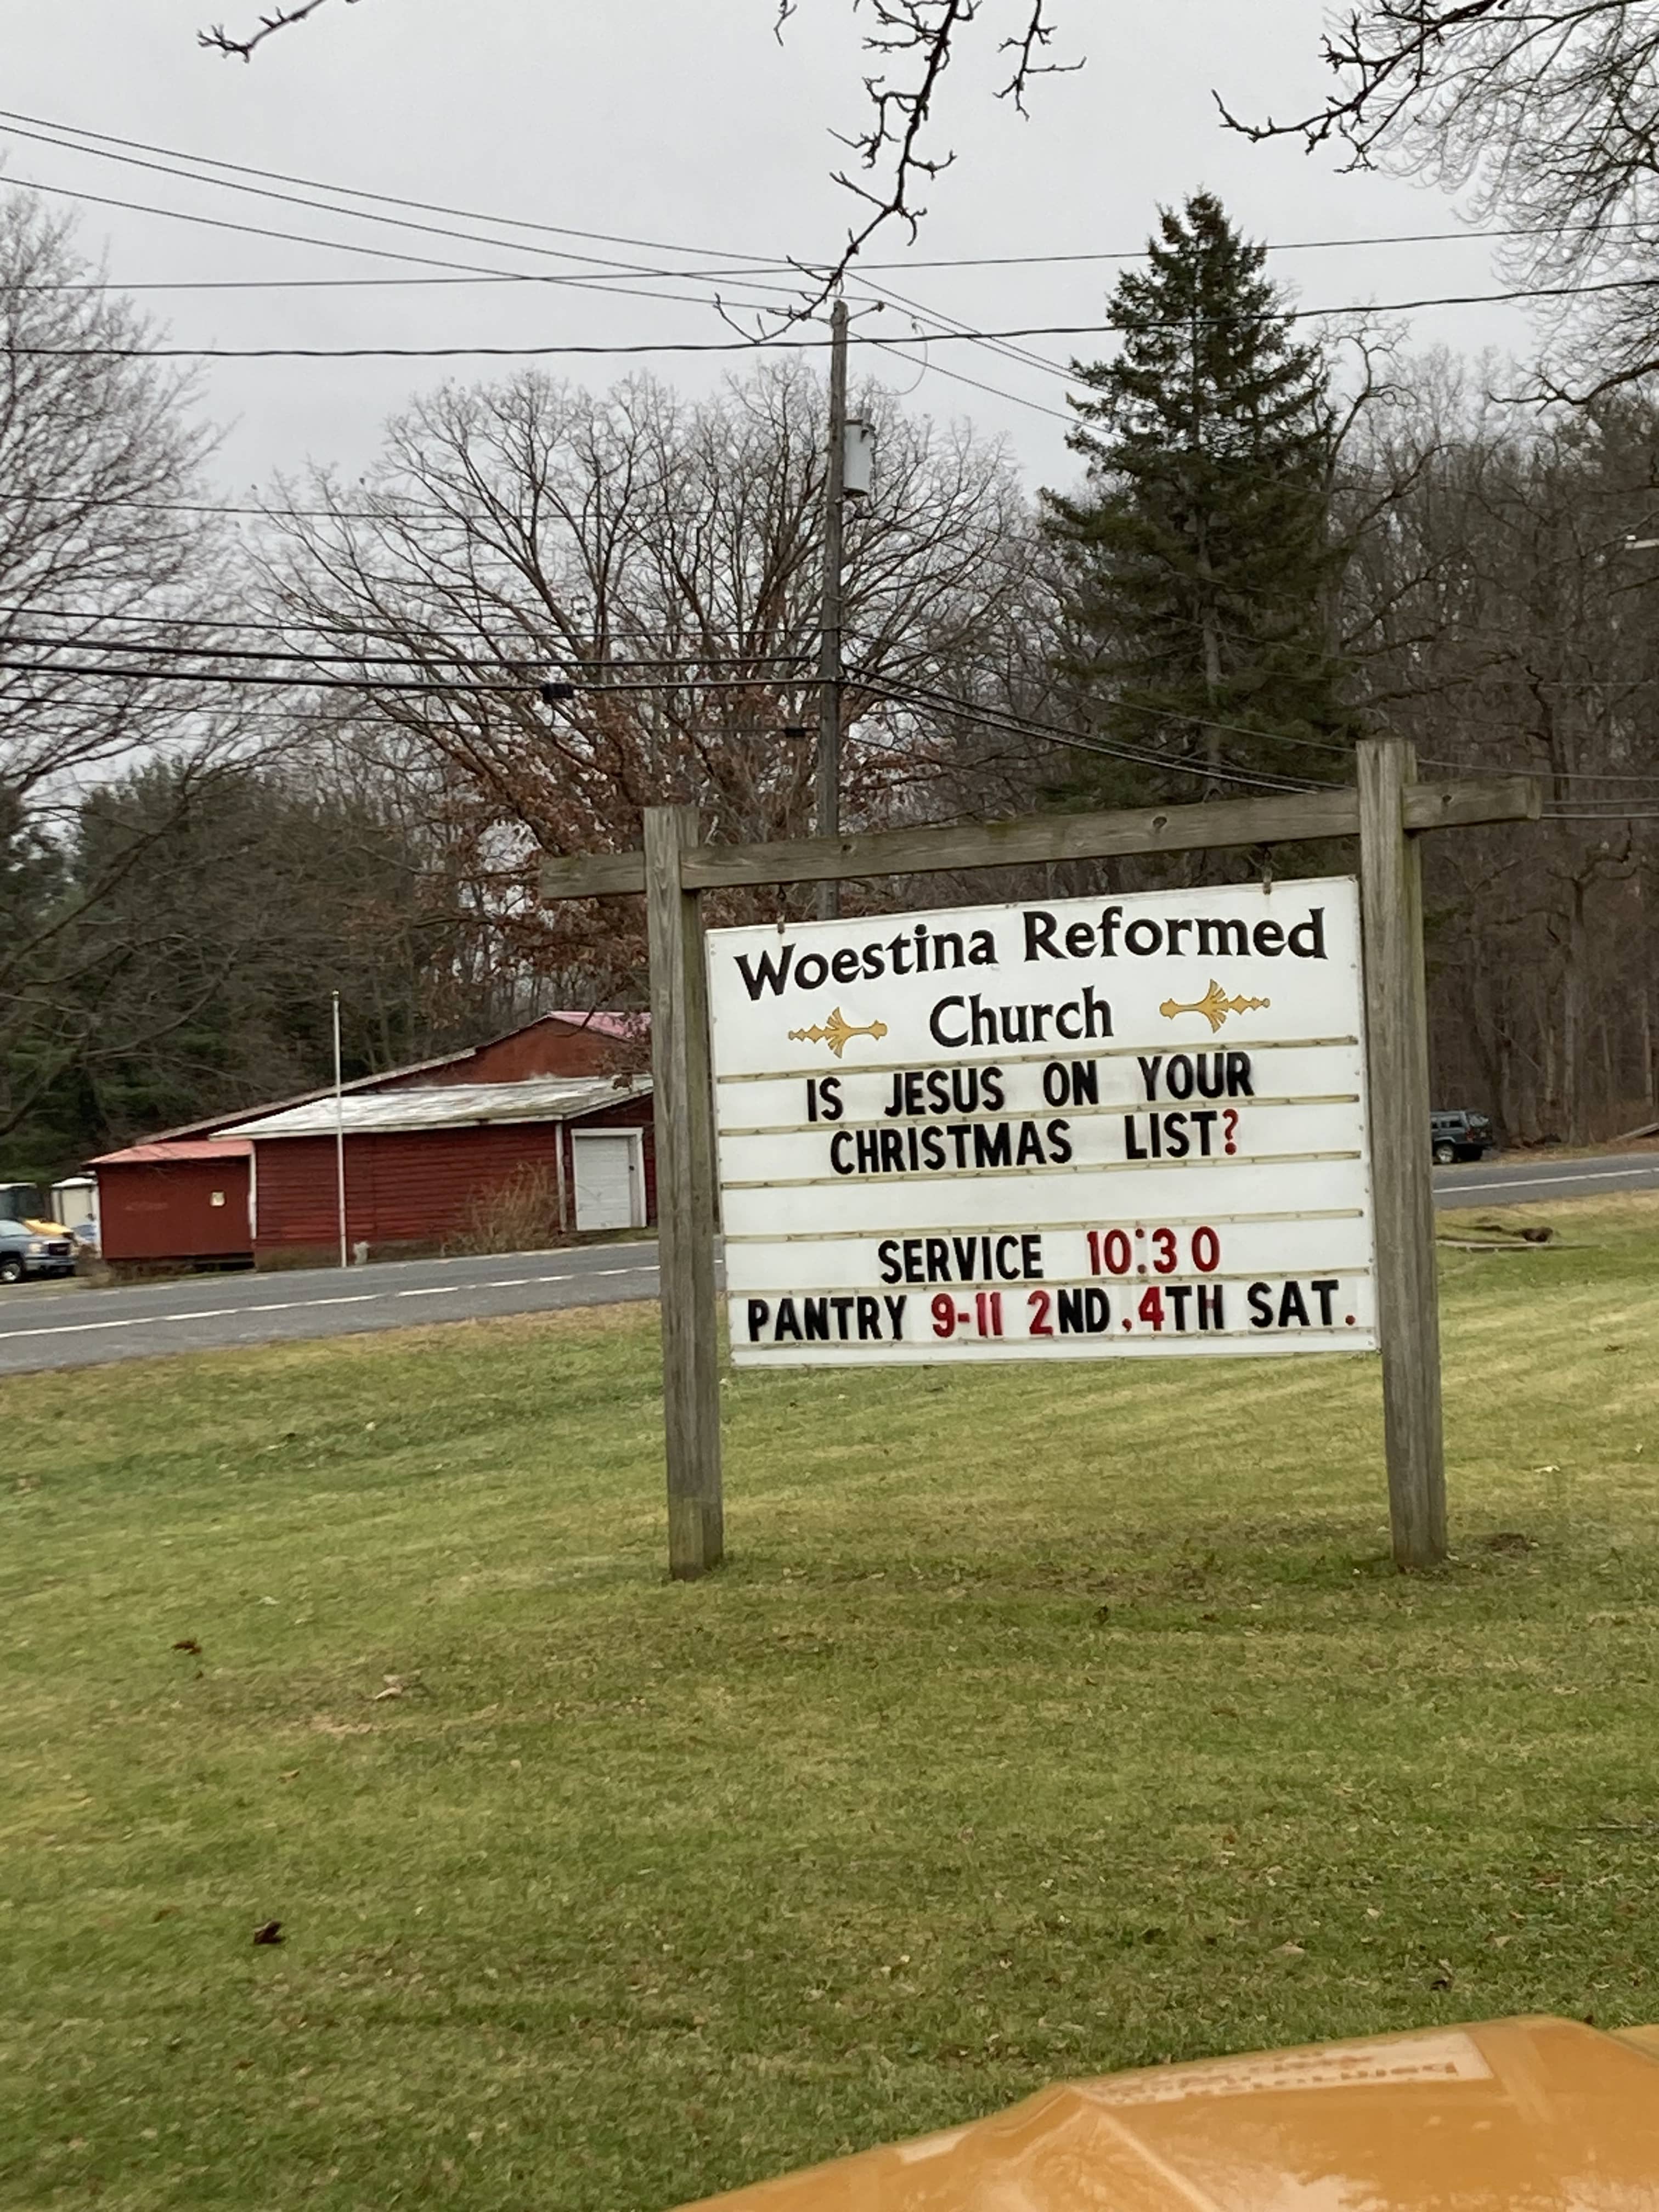 Woestina Reformed
Church
IS JESUS ON YOUR
CHRISTMAS LIST?
SERVICE 10:30
PANTRY 9-11 2ND.4TH SAT.